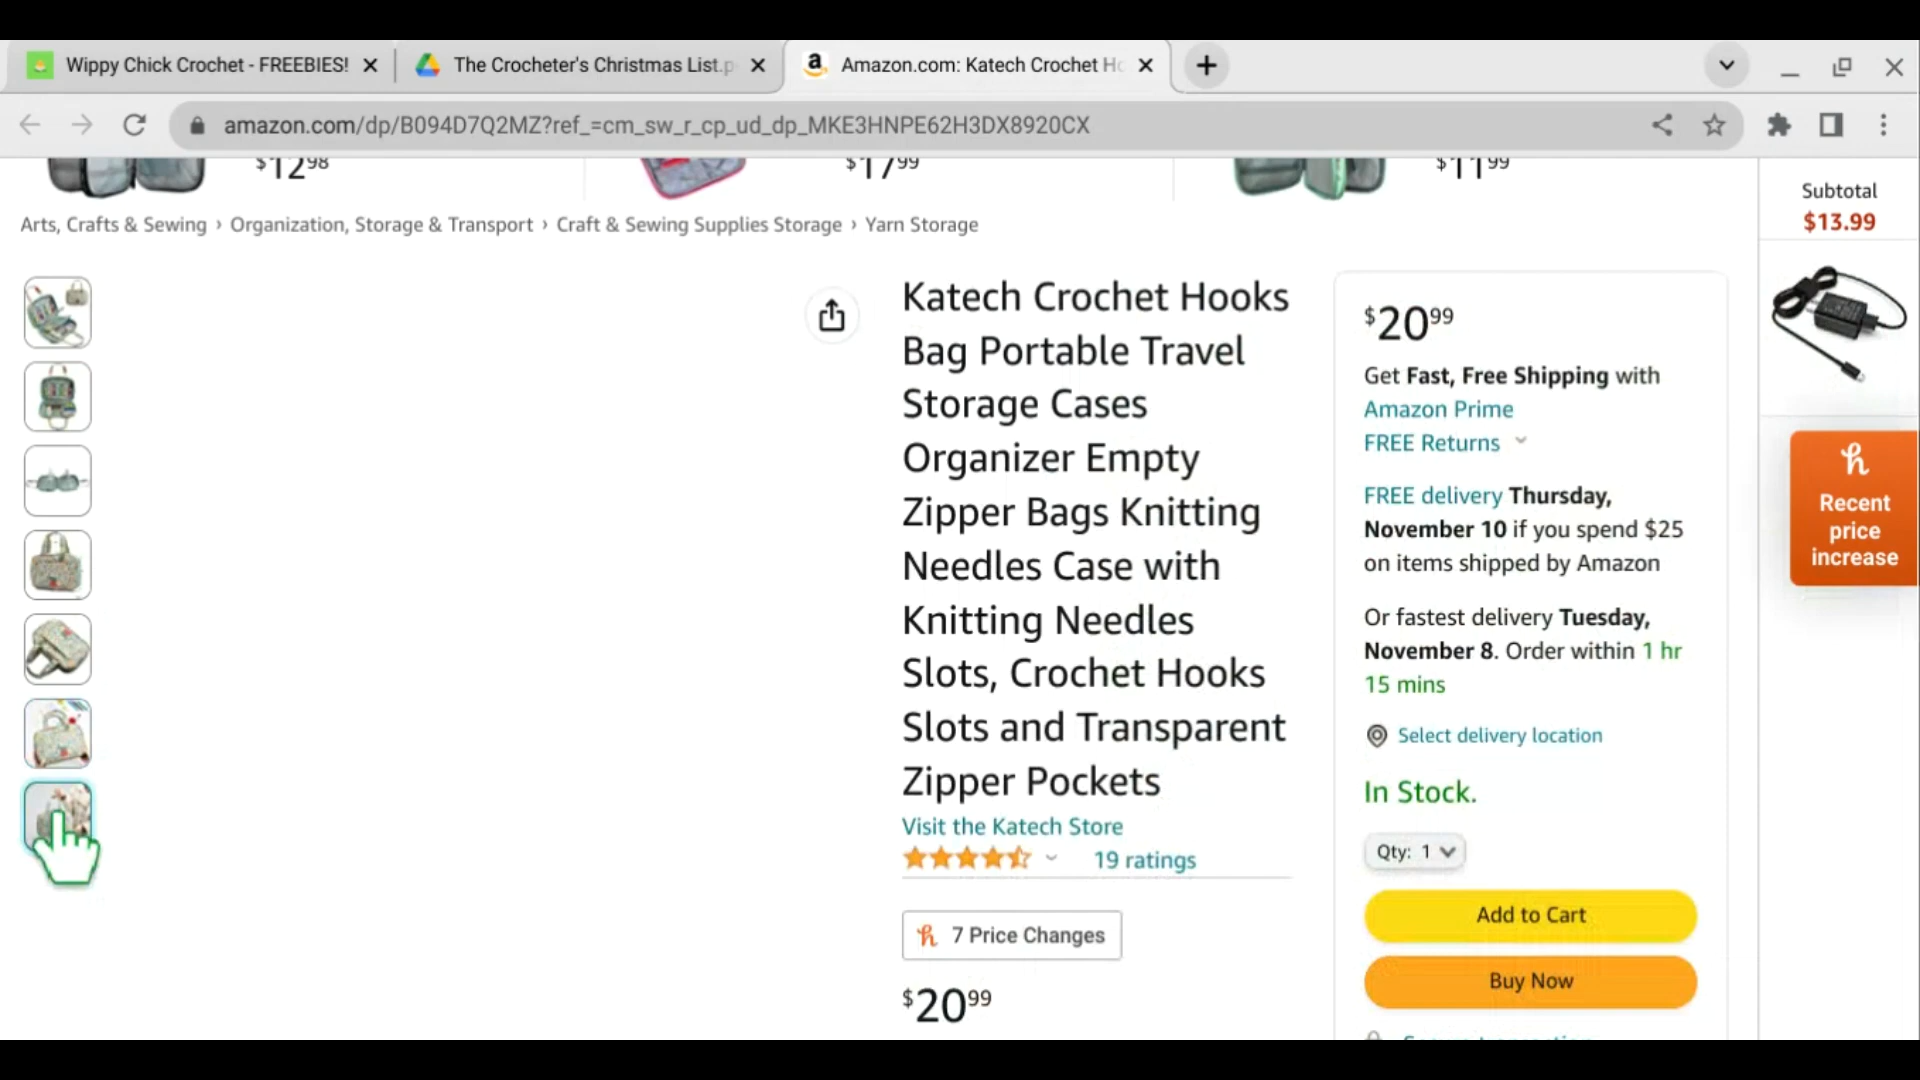 Wippy Chick Crochet - FREEBIES!
The Crocheter's Christmas List.p
Amazon.com: Katech Crochet Ho
amazon.com/dp/B094D7Q2MZ?ref_=cm_sw_r_cp_ud_dp_MKE3HNPE62H3DX8920CX
$12 98
$17 99
$11 99
Subtotal
$13.99
Arts, Crafts & Sewing › Organization, Storage & Transport › Craft & Sewing Supplies Storage › Yarn Storage
Katech Crochet Hooks
Bag Portable Travel
Storage Cases
Organizer Empty
Zipper Bags Knitting
Needles Case with
Knitting Needles
Slots, Crochet Hooks
Slots and Transparent
Zipper Pockets
Visit the Katech Store
19 ratings
7 Price Changes
$20 99
$20 99
Get Fast, Free Shipping with
Amazon Prime
FREE Returns
FREE delivery Thursday,
November 10 if you spend $25
on items shipped by Amazon
Or fastest delivery Tuesday,
November 8. Order within 1 hr
15 mins
Select delivery location
In Stock.
Qty: 1
Add to Cart
Buy Now
Recent
price
increase